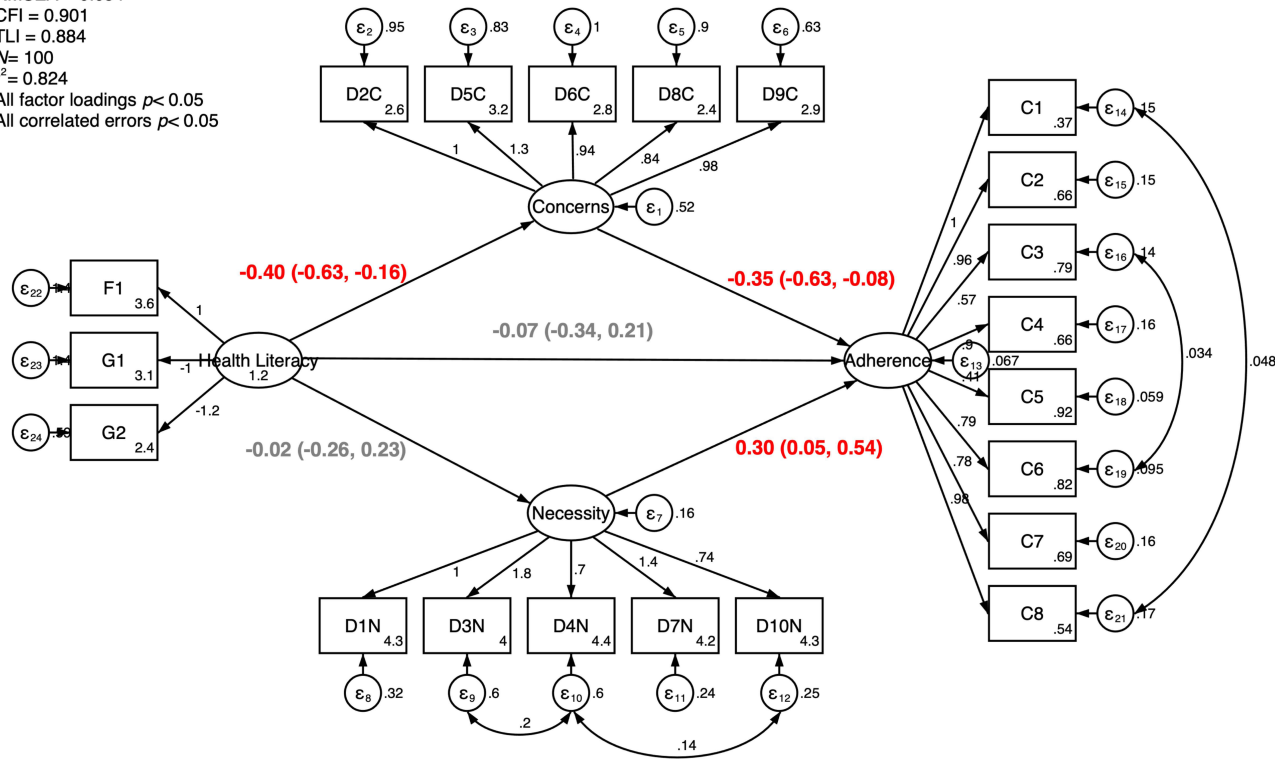 CFI = 0.901
TLI = 0.884
N= 100
²= 0.824
All factor loadings p< 0.05
All correlated errors p< 0.05
ε2 .95
ε3 .83
ε4 1
ε5 .9
ε6 .63
D2C 2.6
D5C 3.2
D6C 2.8
D8C 2.4
D9C 2.9
1
1.3
.94
.84
.98
Concerns
ε1 .52
C1 .37
ε14 .15
C2 .66
ε15 .15
C3 .79
ε16 .14
C4 .66
ε17 .16
C5 .92
ε18 .059
C6 .82
ε19 .095
C7 .69
ε20 .16
C8 .54
ε21 .17
1
.96
.57
.9
.41
.79
.78
.98
.034
.048
-0.40 (-0.63, -0.16)
-0.35 (-0.63, -0.08)
-0.07 (-0.34, 0.21)
-0.02 (-0.26, 0.23)
0.30 (0.05, 0.54)
ε22
F1 3.6
ε23
G1 3.1
ε24
G2 2.4
1
-1
-1.2
Health Literacy
1.2
Adherence
ε13 .067
Necessity
ε7 .16
1
1.8
.7
1.4
.74
D1N 4.3
D3N 4
D4N 4.4
D7N 4.2
D10N 4.3
ε8 .32
ε9 .6
ε10 .6
ε11 .24
ε12 .25
.2
.14